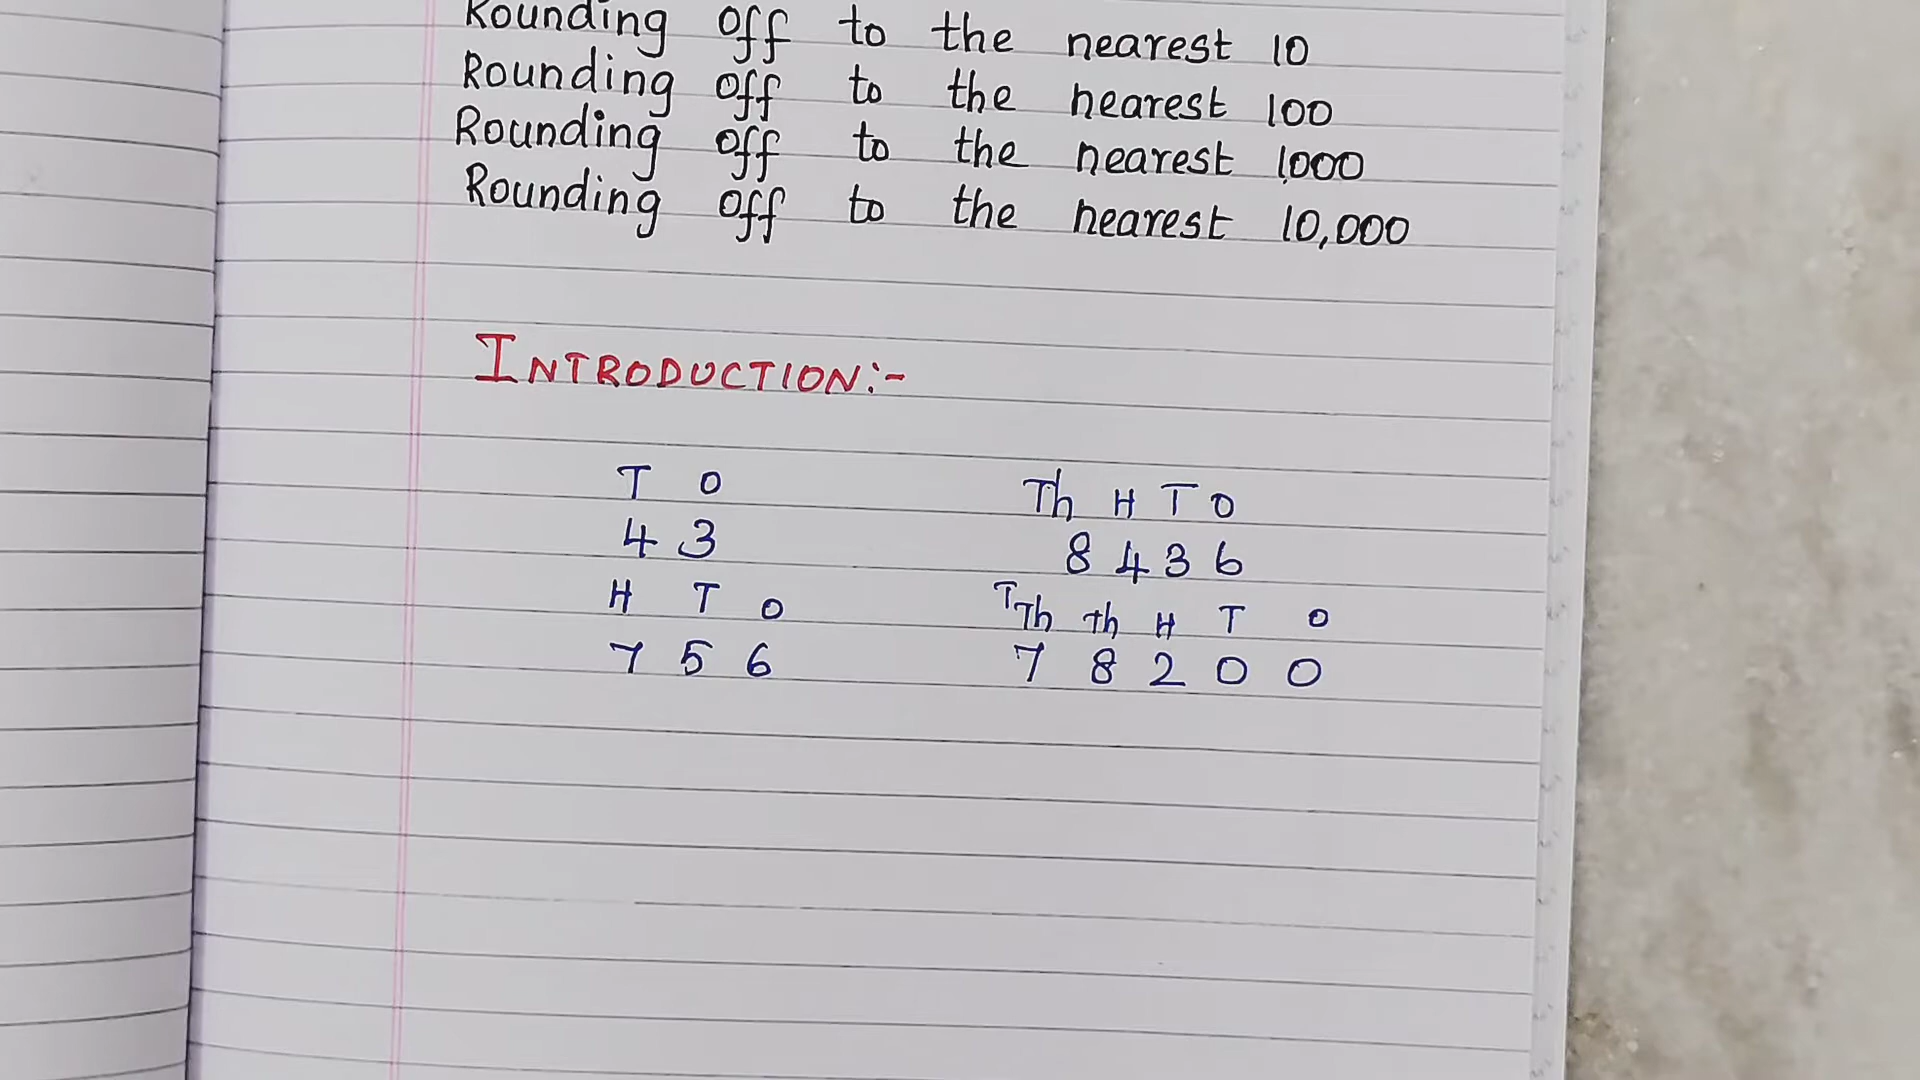 Rounding off to the nearest 10
Rounding off to the nearest 100
Rounding off to the nearest 1,000
Rounding off to the nearest 10,000
INTRODUCTION:-
T O
4 3
H T O
7 5 6
Th H T O
8 4 3 6
TTh th H T O
7 8 2 0 0